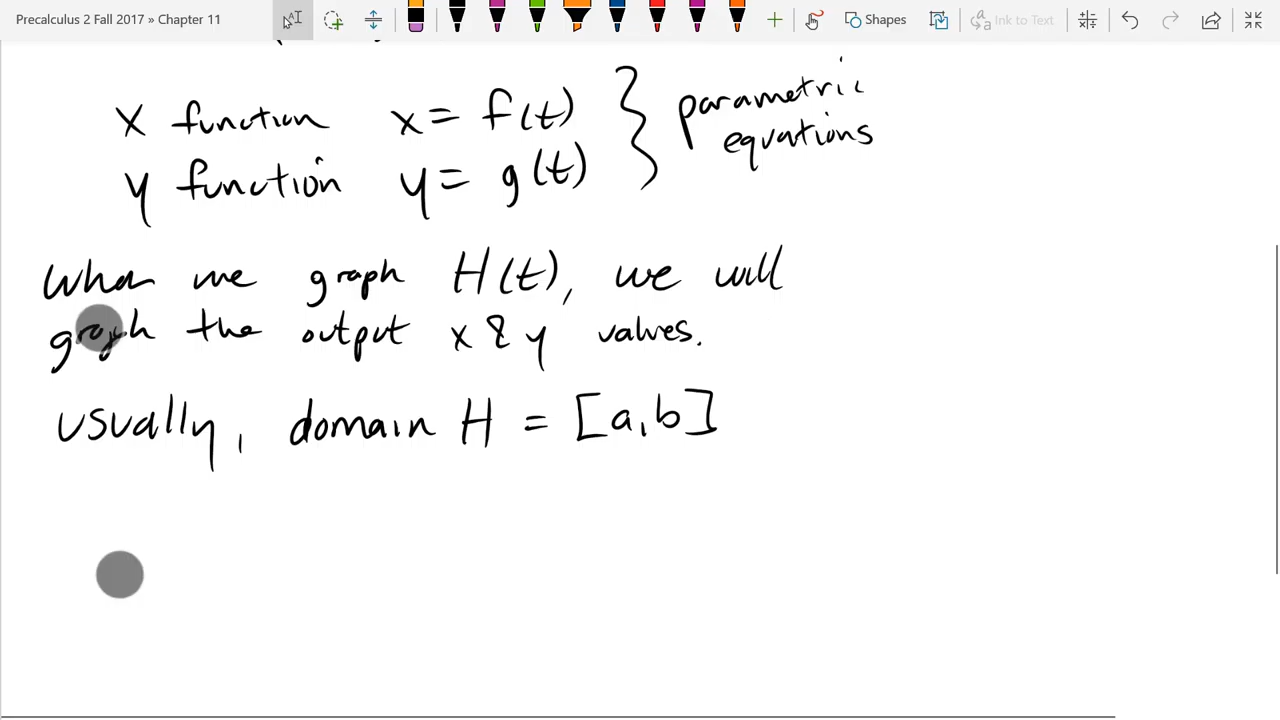 Precalculus 2 Fall 2017 » Chapter 11
Shapes
Ink to Text
X function x = f(t) } parametric
Y function y = g(t) equations
When we graph H(t), we will
graph the output x & y values.
usually, domain H = [a,b]